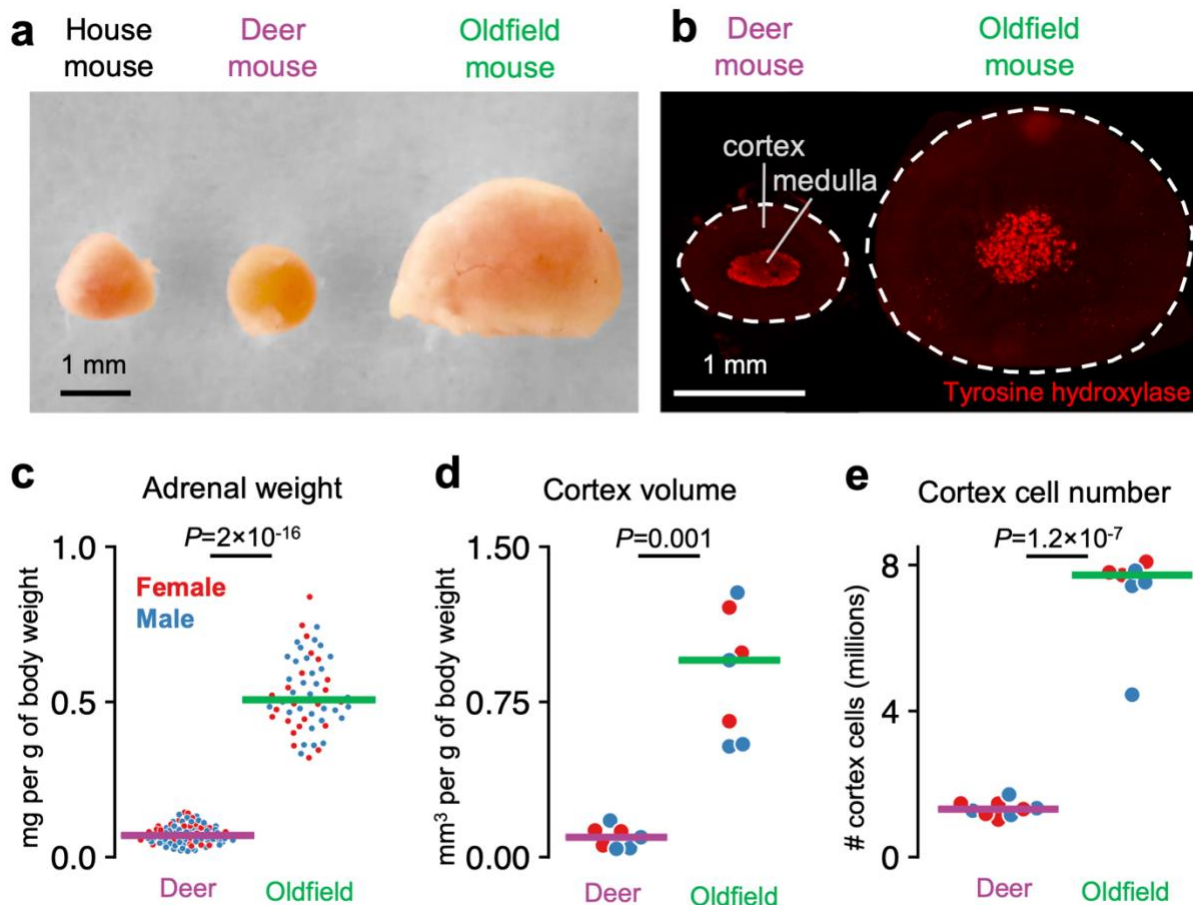 a
House
mouse
Deer
mouse
Oldfield
mouse
1 mm
b
Deer
mouse
Oldfield
mouse
cortex
medulla
1 mm
Tyrosine hydroxylase
c
Adrenal weight
P=2×10⁻¹⁶
1.0
Female
Male
0.5
0.0
mg per g of body weight
Deer
Oldfield
d
Cortex volume
P=0.001
1.50
0.75
0.00
mm³ per g of body weight
Deer
Oldfield
e
Cortex cell number
P=1.2×10⁻⁷
8
4
0
# cortex cells (millions)
Deer
Oldfield